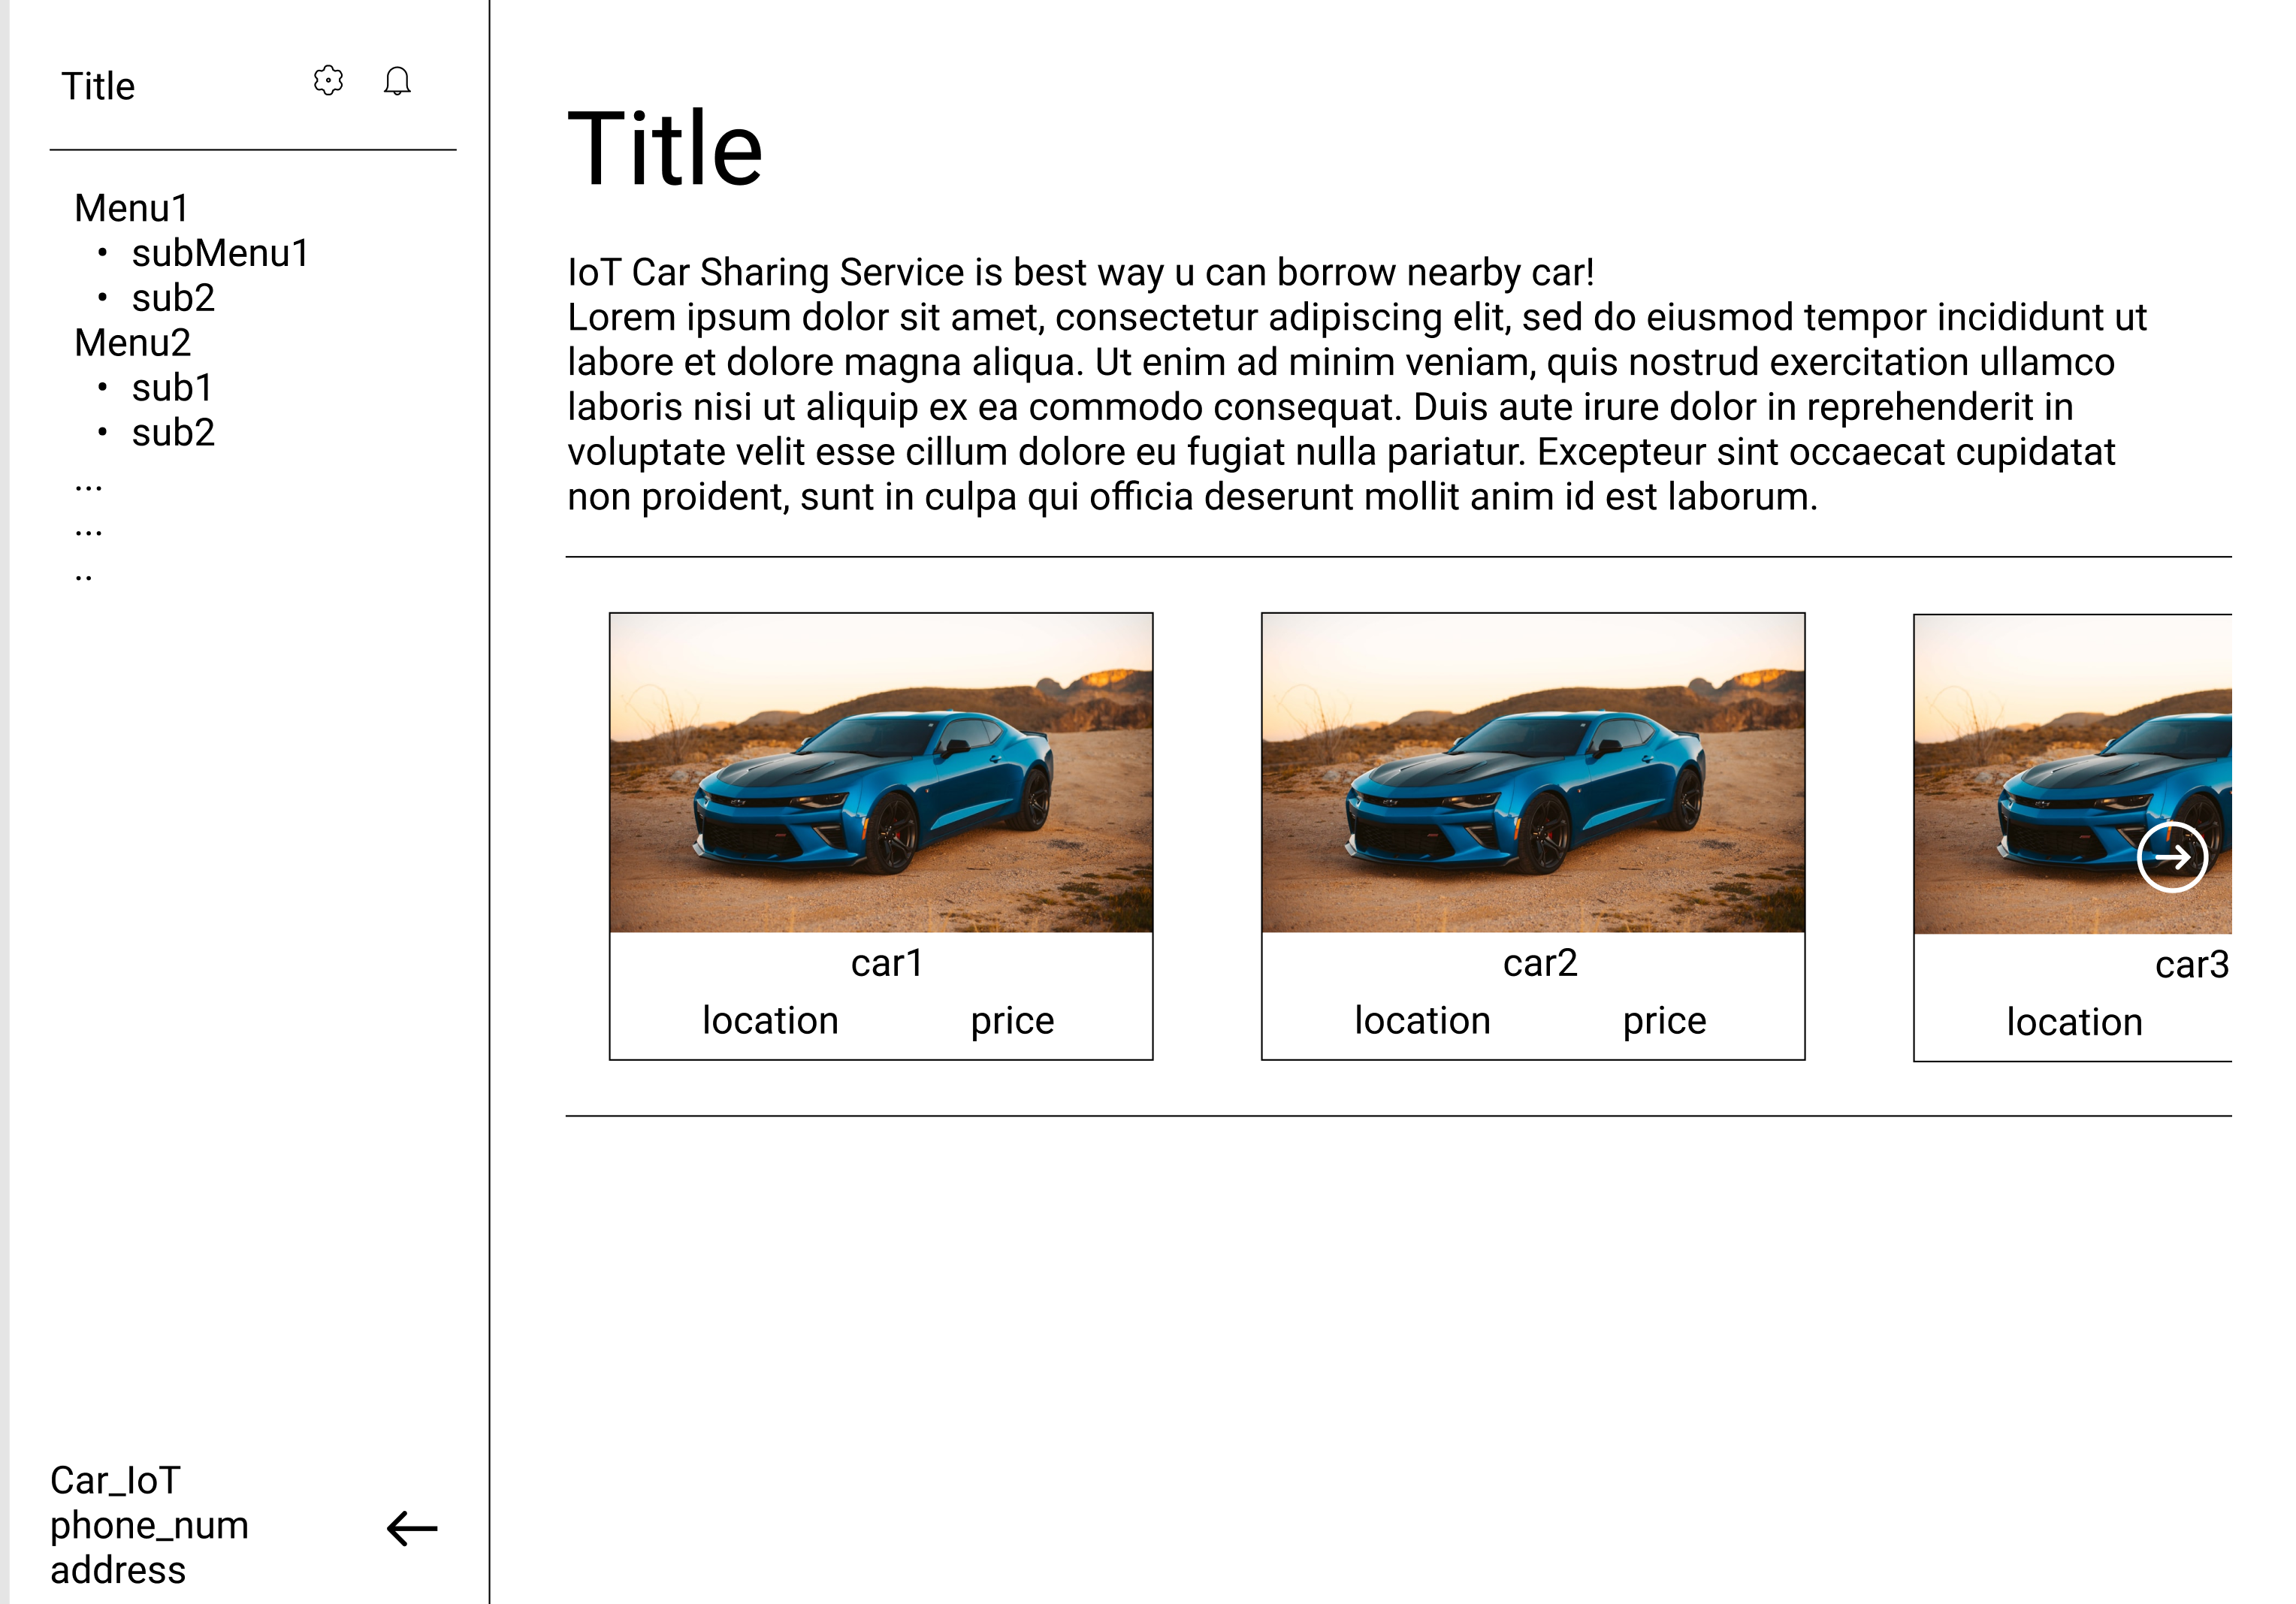 Title
Menu1
• subMenu1
• sub2
Menu2
• sub1
• sub2
...
...
..
Car_IoT
phone_num
address
Title
IoT Car Sharing Service is best way u can borrow nearby car!
Lorem ipsum dolor sit amet, consectetur adipiscing elit, sed do eiusmod tempor incididunt ut
labore et dolore magna aliqua. Ut enim ad minim veniam, quis nostrud exercitation ullamco
laboris nisi ut aliquip ex ea commodo consequat. Duis aute irure dolor in reprehenderit in
voluptate velit esse cillum dolore eu fugiat nulla pariatur. Excepteur sint occaecat cupidatat
non proident, sunt in culpa qui officia deserunt mollit anim id est laborum.
car1
location price
car2
location price
car3
location